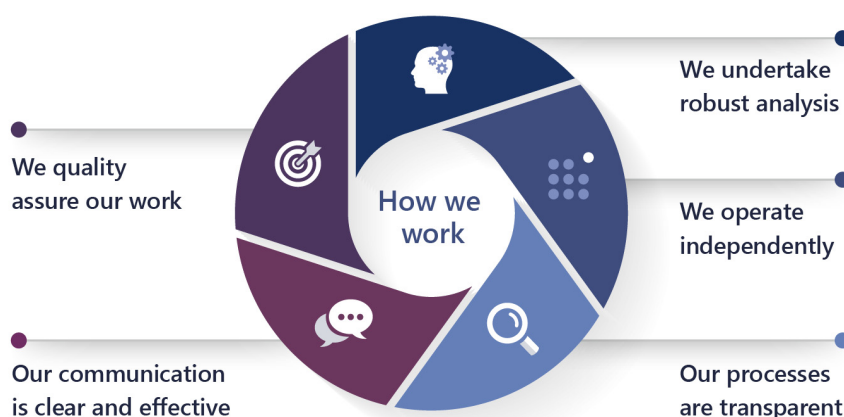 We undertake
robust analysis
We quality
assure our work
How we
work
We operate
independently
Our communication
is clear and effective
Our processes
are transparent